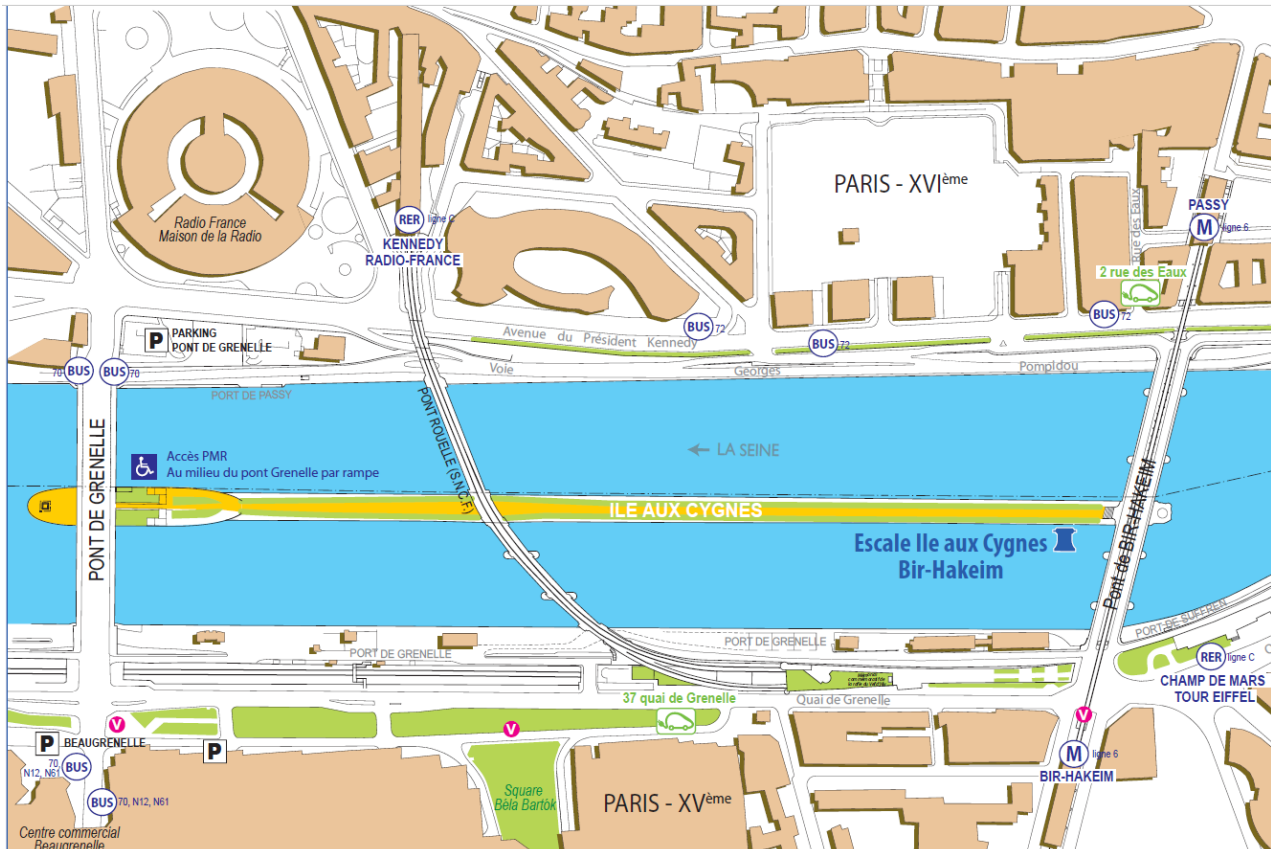 PARIS - XVIème
Radio France
Maison de la Radio
RER
ligne C
KENNEDY
RADIO-FRANCE
PASSY
M
ligne 6
Rue des Eaux
2 rue des Eaux
BUS
72
P
PARKING
PONT DE GRENELLE
Avenue du Président Kennedy
BUS
72
BUS
72
70
BUS
BUS
70
Voie
Georges
Pompidou
PORT DE PASSY
PONT DE GRENELLE
PONT ROUELLE (S.N.C.F.)
Accès PMR
Au milieu du pont Grenelle par rampe
← LA SEINE
ILE AUX CYGNES
Escale Ile aux Cygnes
Bir-Hakeim
Pont de BIR-HAKEIM
PORT DE SUFFREN
PORT DE GRENELLE
PORT DE GRENELLE
RER
ligne C
CHAMP DE MARS
TOUR EIFFEL
37 quai de Grenelle
Quai de Grenelle
V
V
V
P
BEAUGRENELLE
P
70
N12, N61
BUS
BUS
70, N12, N61
M
ligne 6
BIR-HAKEIM
Square
Bèla Bartòk
PARIS - XVème
Centre commercial
Beaugrenelle